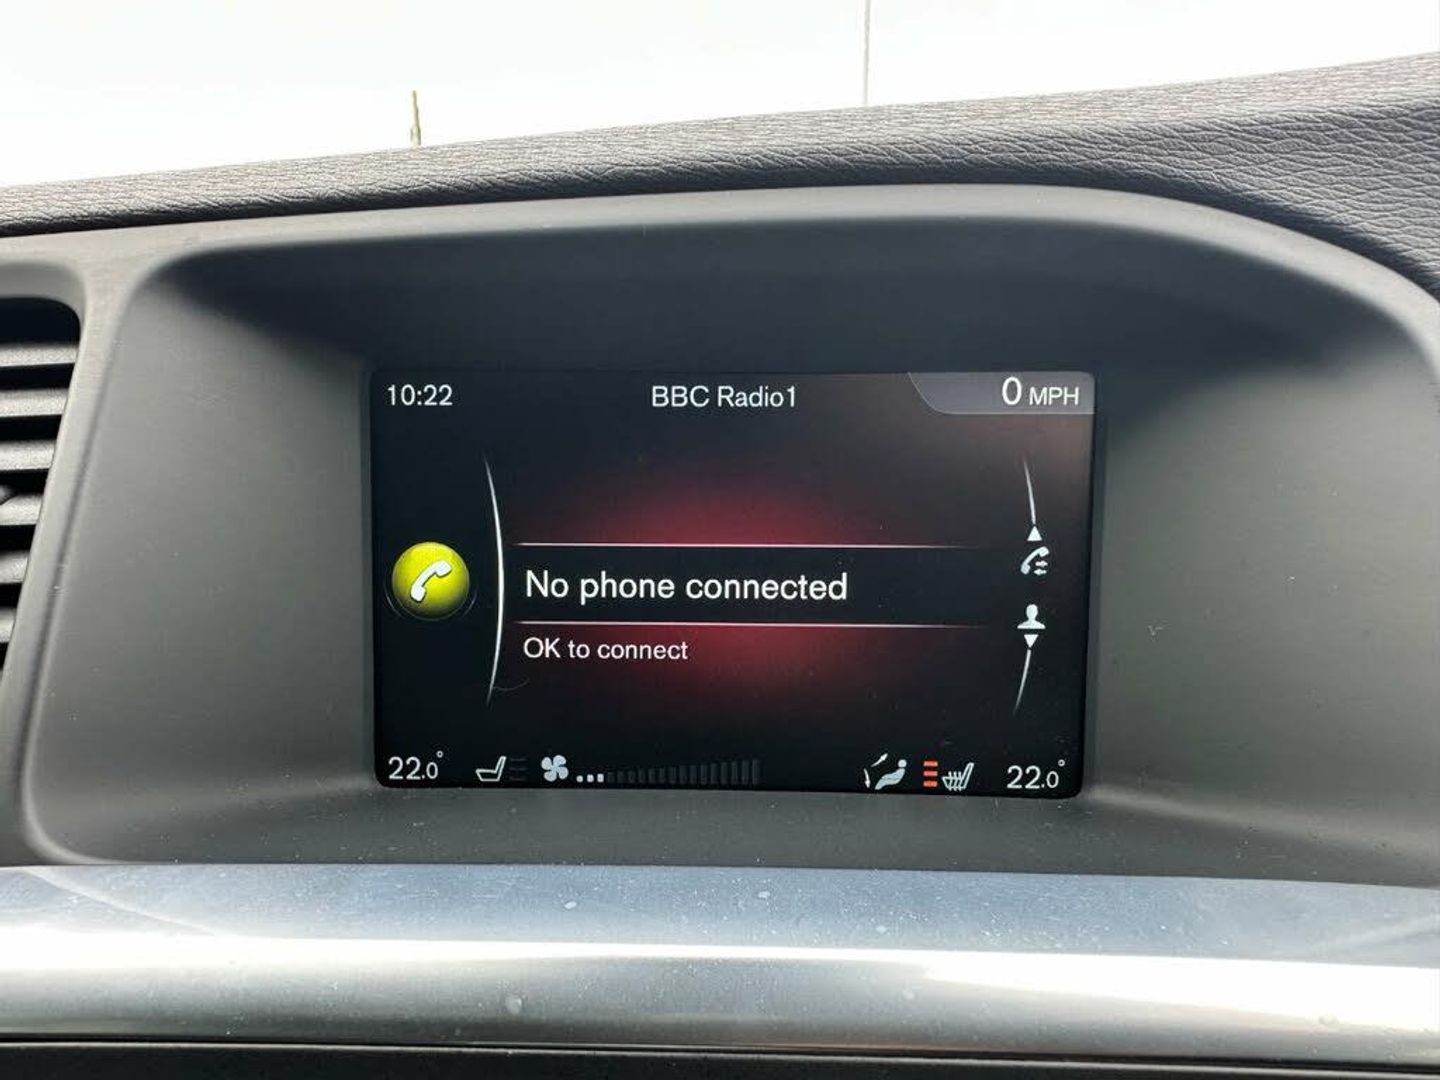 10:22 BBC Radio1 0 MPH
No phone connected
OK to connect
22.0° 22.0°